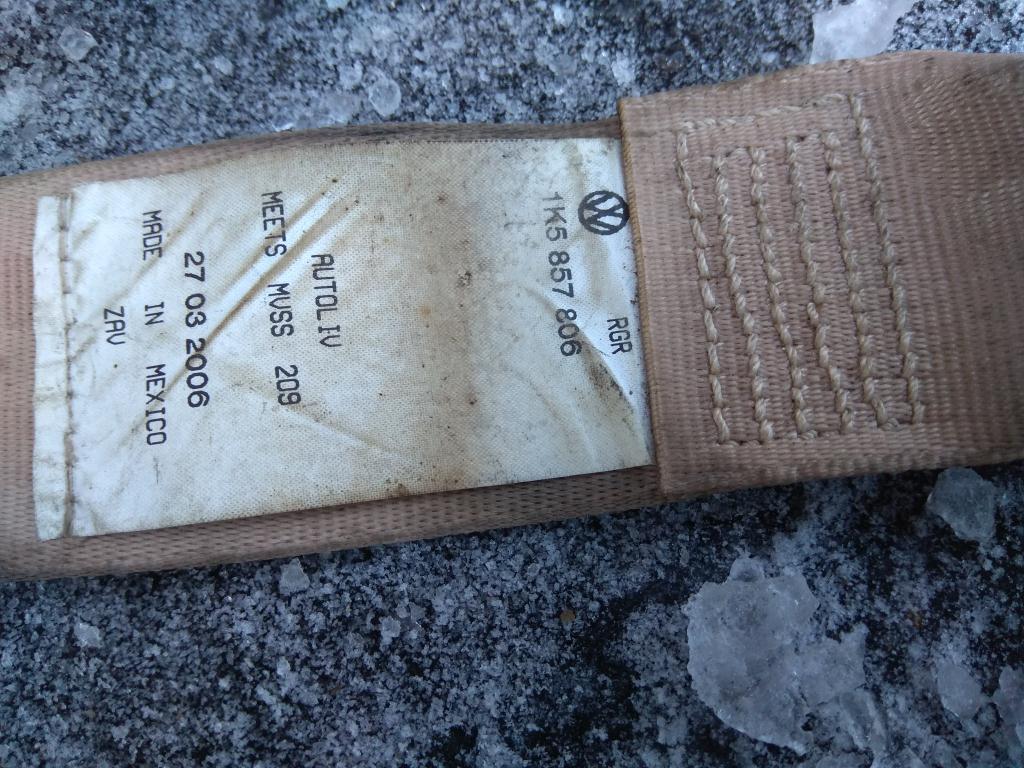 RGR
1K5 857 806
AUTOLIV
MEETS MVSS 209
27 03 2006
MADE IN MEXICO
ZAV